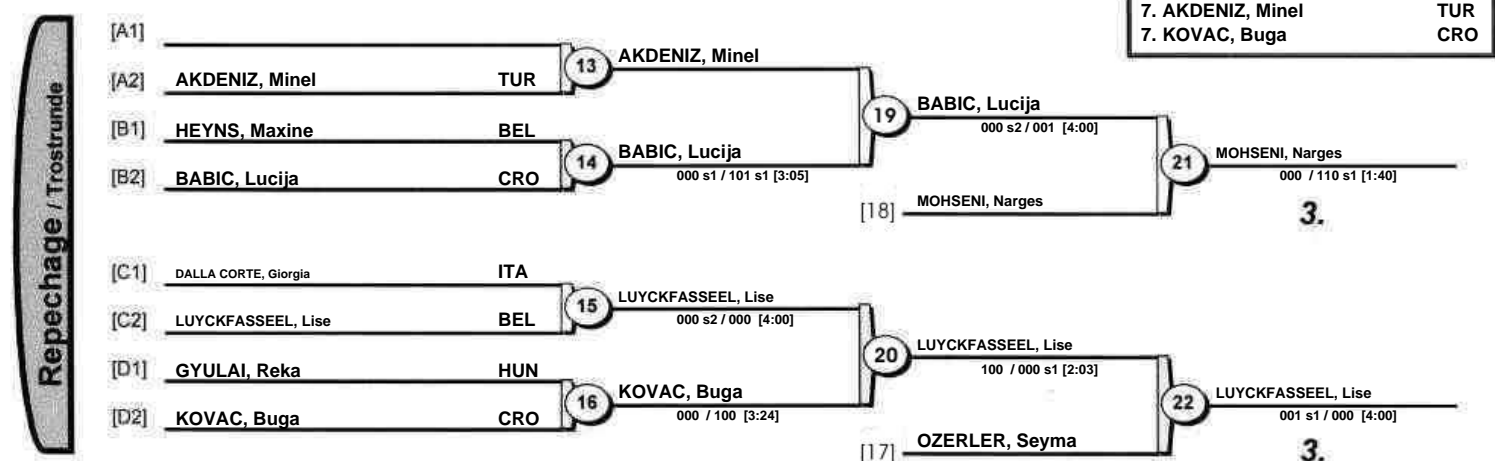 7. AKDENIZ, Minel TUR
7. KOVAC, Buga CRO
Repechage / Trostrunde
[A1]
[A2] AKDENIZ, Minel TUR
13 AKDENIZ, Minel
[B1] HEYNS, Maxine BEL
[B2] BABIC, Lucija CRO
14 BABIC, Lucija
000 s1 / 101 s1 [3:05]
19 BABIC, Lucija
000 s2 / 001 [4:00]
[18] MOHSENI, Narges
21 MOHSENI, Narges
000 / 110 s1 [1:40]
3.
[C1] DALLA CORTE, Giorgia ITA
[C2] LUYCKFASSEEL, Lise BEL
15 LUYCKFASSEEL, Lise
000 s2 / 000 [4:00]
[D1] GYULAI, Reka HUN
[D2] KOVAC, Buga CRO
16 KOVAC, Buga
000 / 100 [3:24]
20 LUYCKFASSEEL, Lise
100 / 000 s1 [2:03]
[17] OZERLER, Seyma
22 LUYCKFASSEEL, Lise
001 s1 / 000 [4:00]
3.